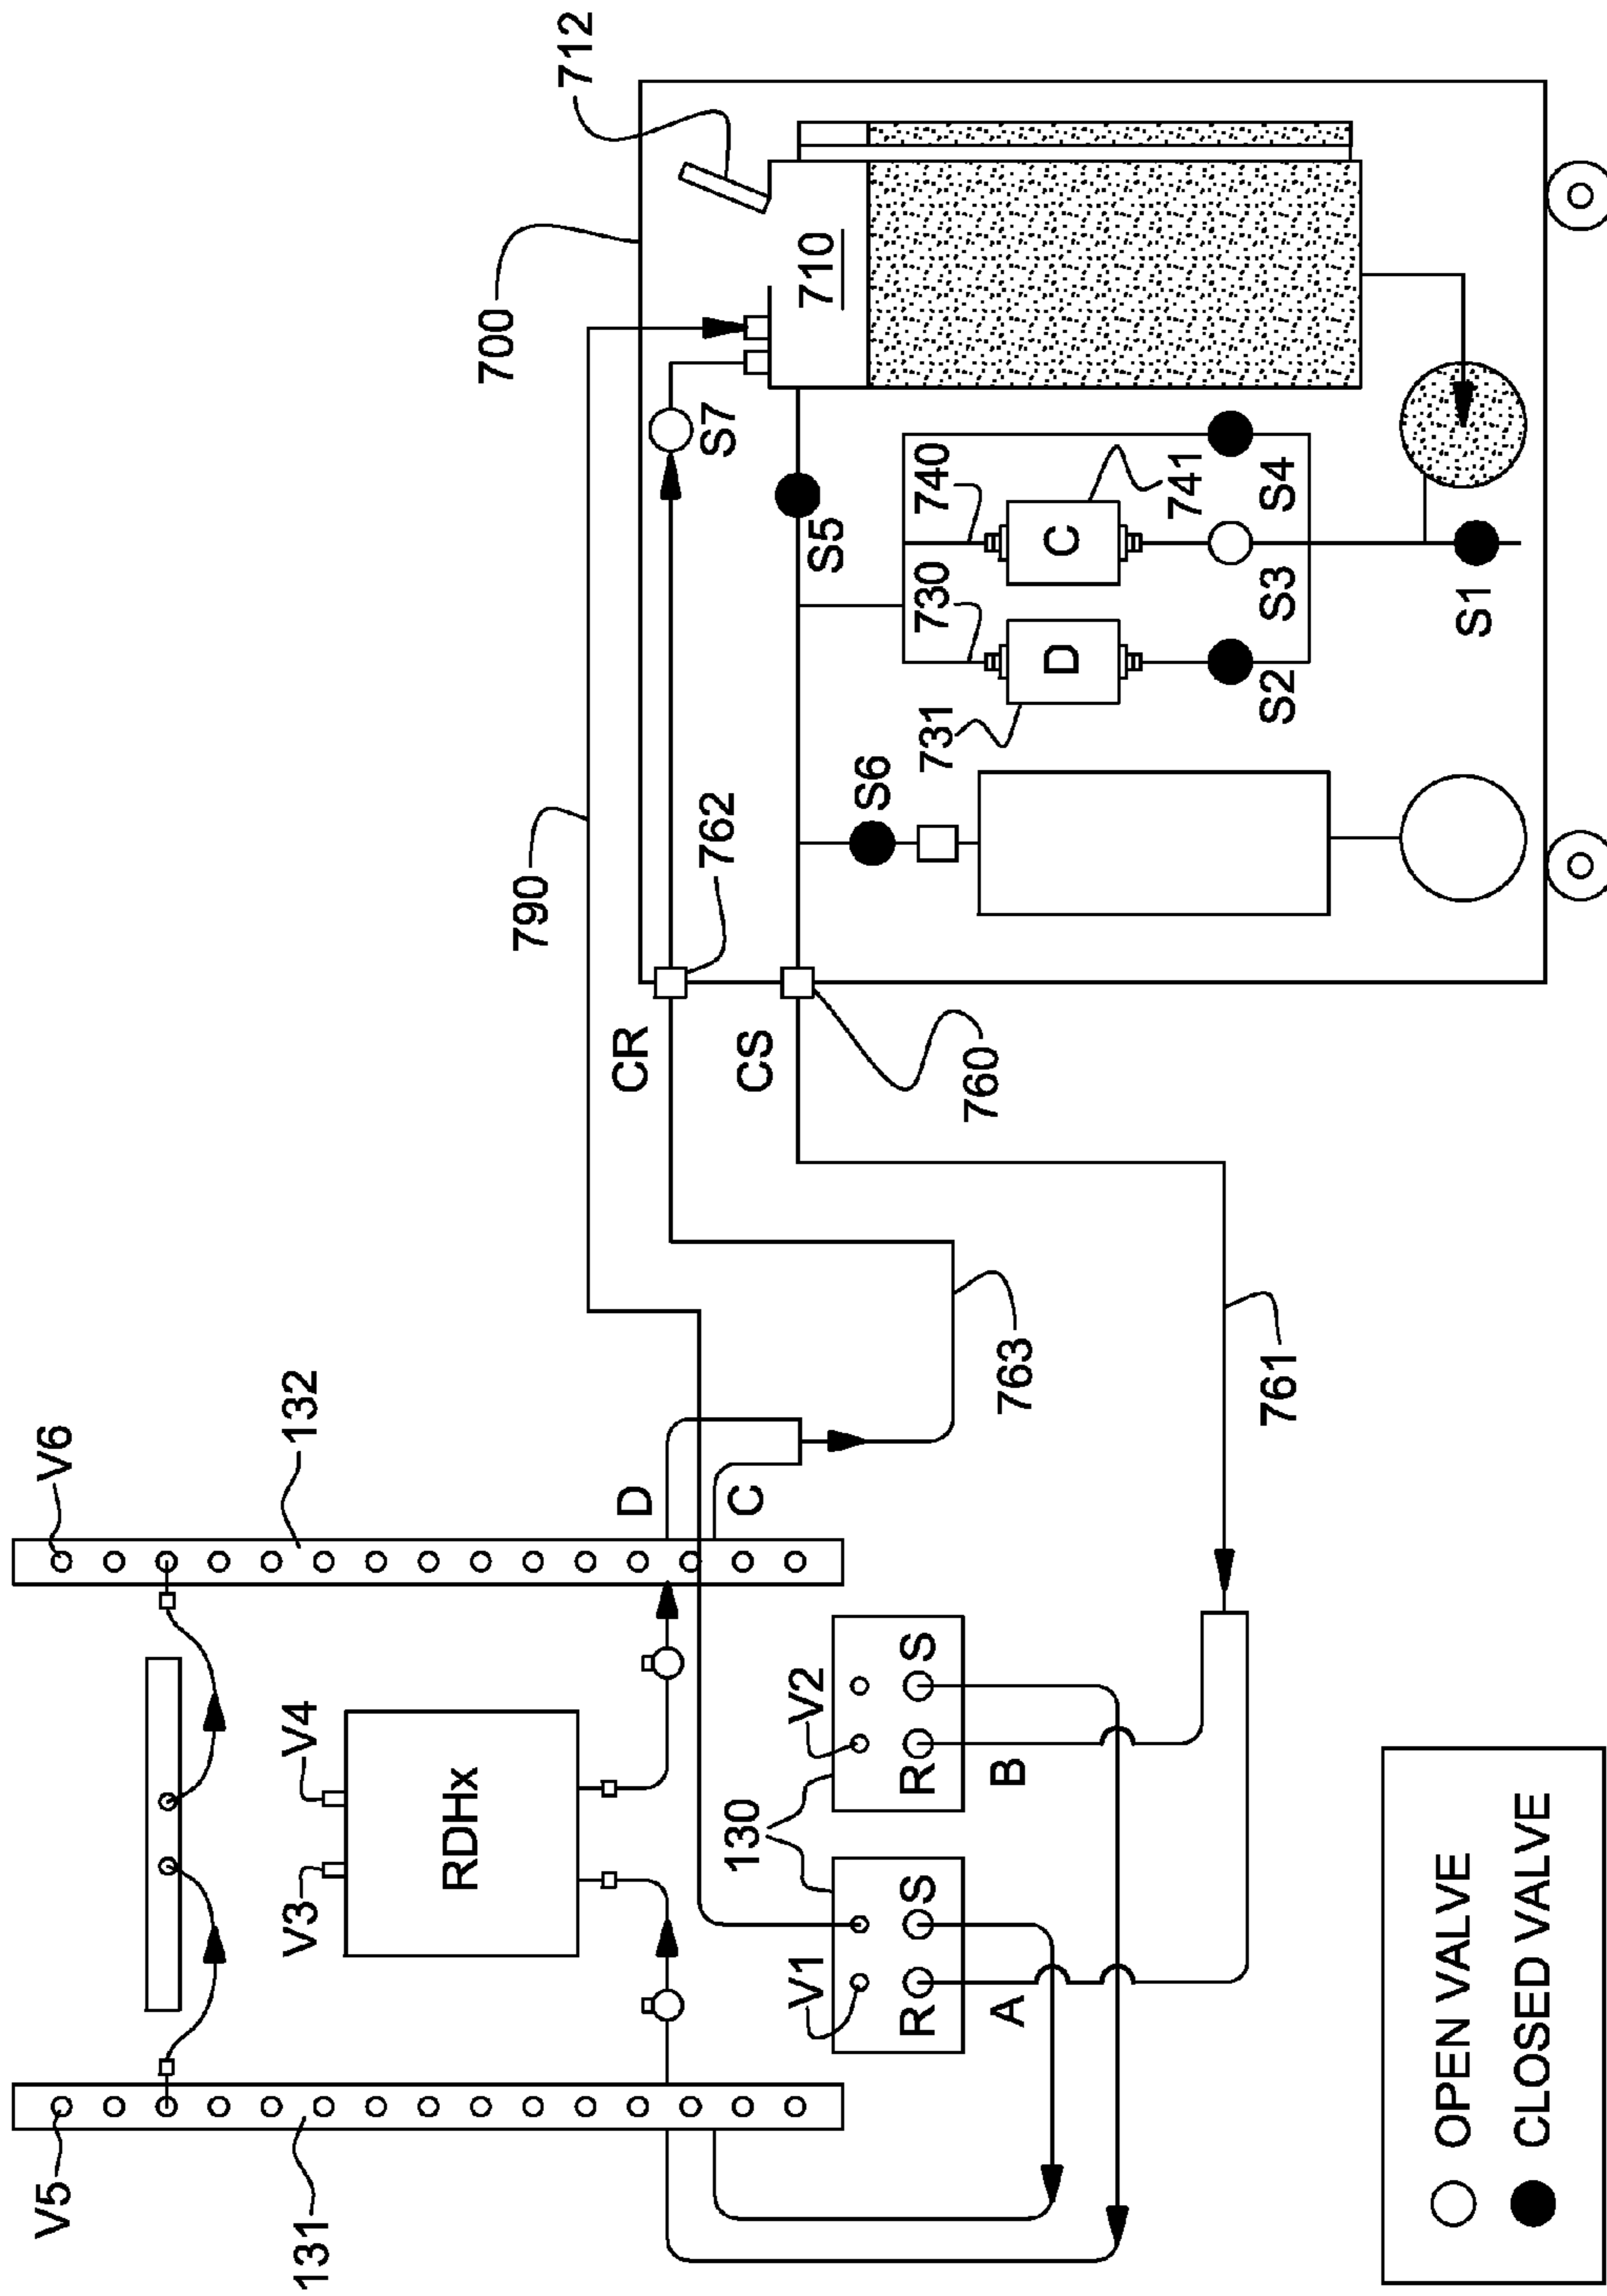 V5
131
V3
V4
RDHx
V6
132
790
700
712
710
S7
CR
762
CS
760
S5
S6
740
730
741
731
C
D
S4
S3
S2
S1
D
C
763
761
130
V1
V2
R
S
R
S
A
B
OPEN VALVE
CLOSED VALVE